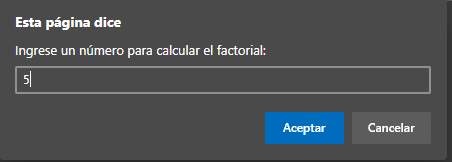 Esta página dice
Ingrese un número para calcular el factorial:
5
Aceptar
Cancelar